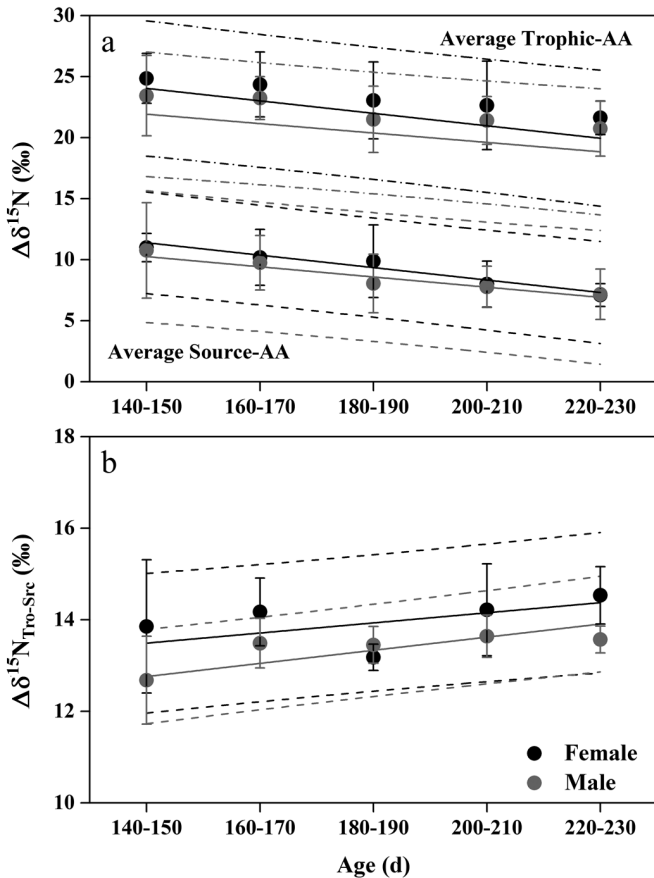 a
Average Trophic-AA
Average Source-AA
Δδ¹⁵N (‰)
30
25
20
15
10
5
0
140-150 160-170 180-190 200-210 220-230
b
Δδ¹⁵N_Tro-Src (‰)
18
16
14
12
10
Female
Male
140-150 160-170 180-190 200-210 220-230
Age (d)